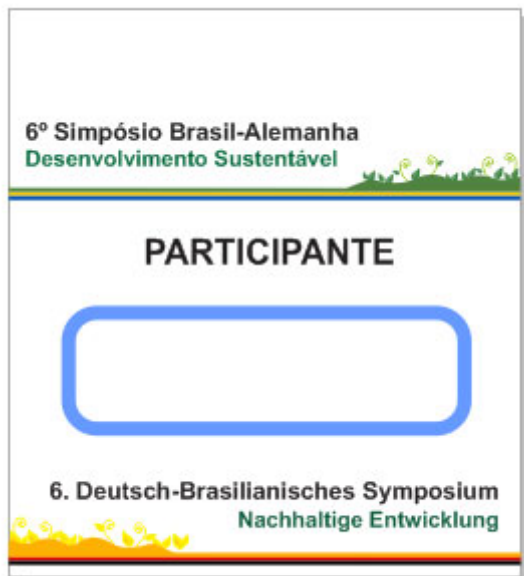 6º Simpósio Brasil-Alemanha
Desenvolvimento Sustentável
PARTICIPANTE
6. Deutsch-Brasilianisches Symposium
Nachhaltige Entwicklung